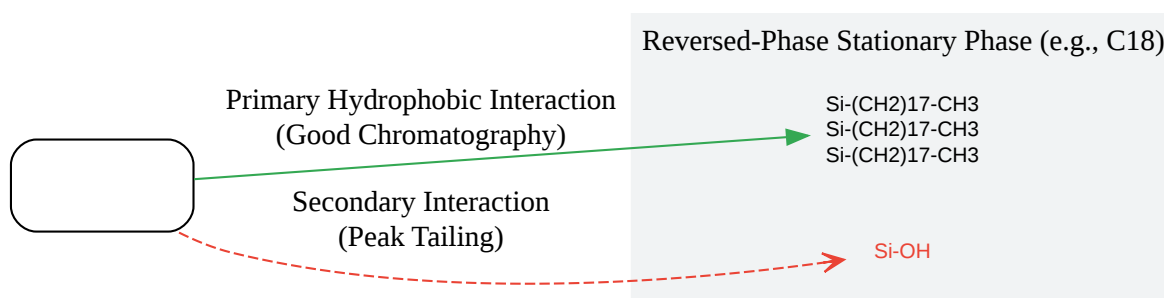 Reversed-Phase Stationary Phase (e.g., C18)
Primary Hydrophobic Interaction
(Good Chromatography)
Si-(CH2)17-CH3
Si-(CH2)17-CH3
Si-(CH2)17-CH3
Secondary Interaction
(Peak Tailing)
Si-OH